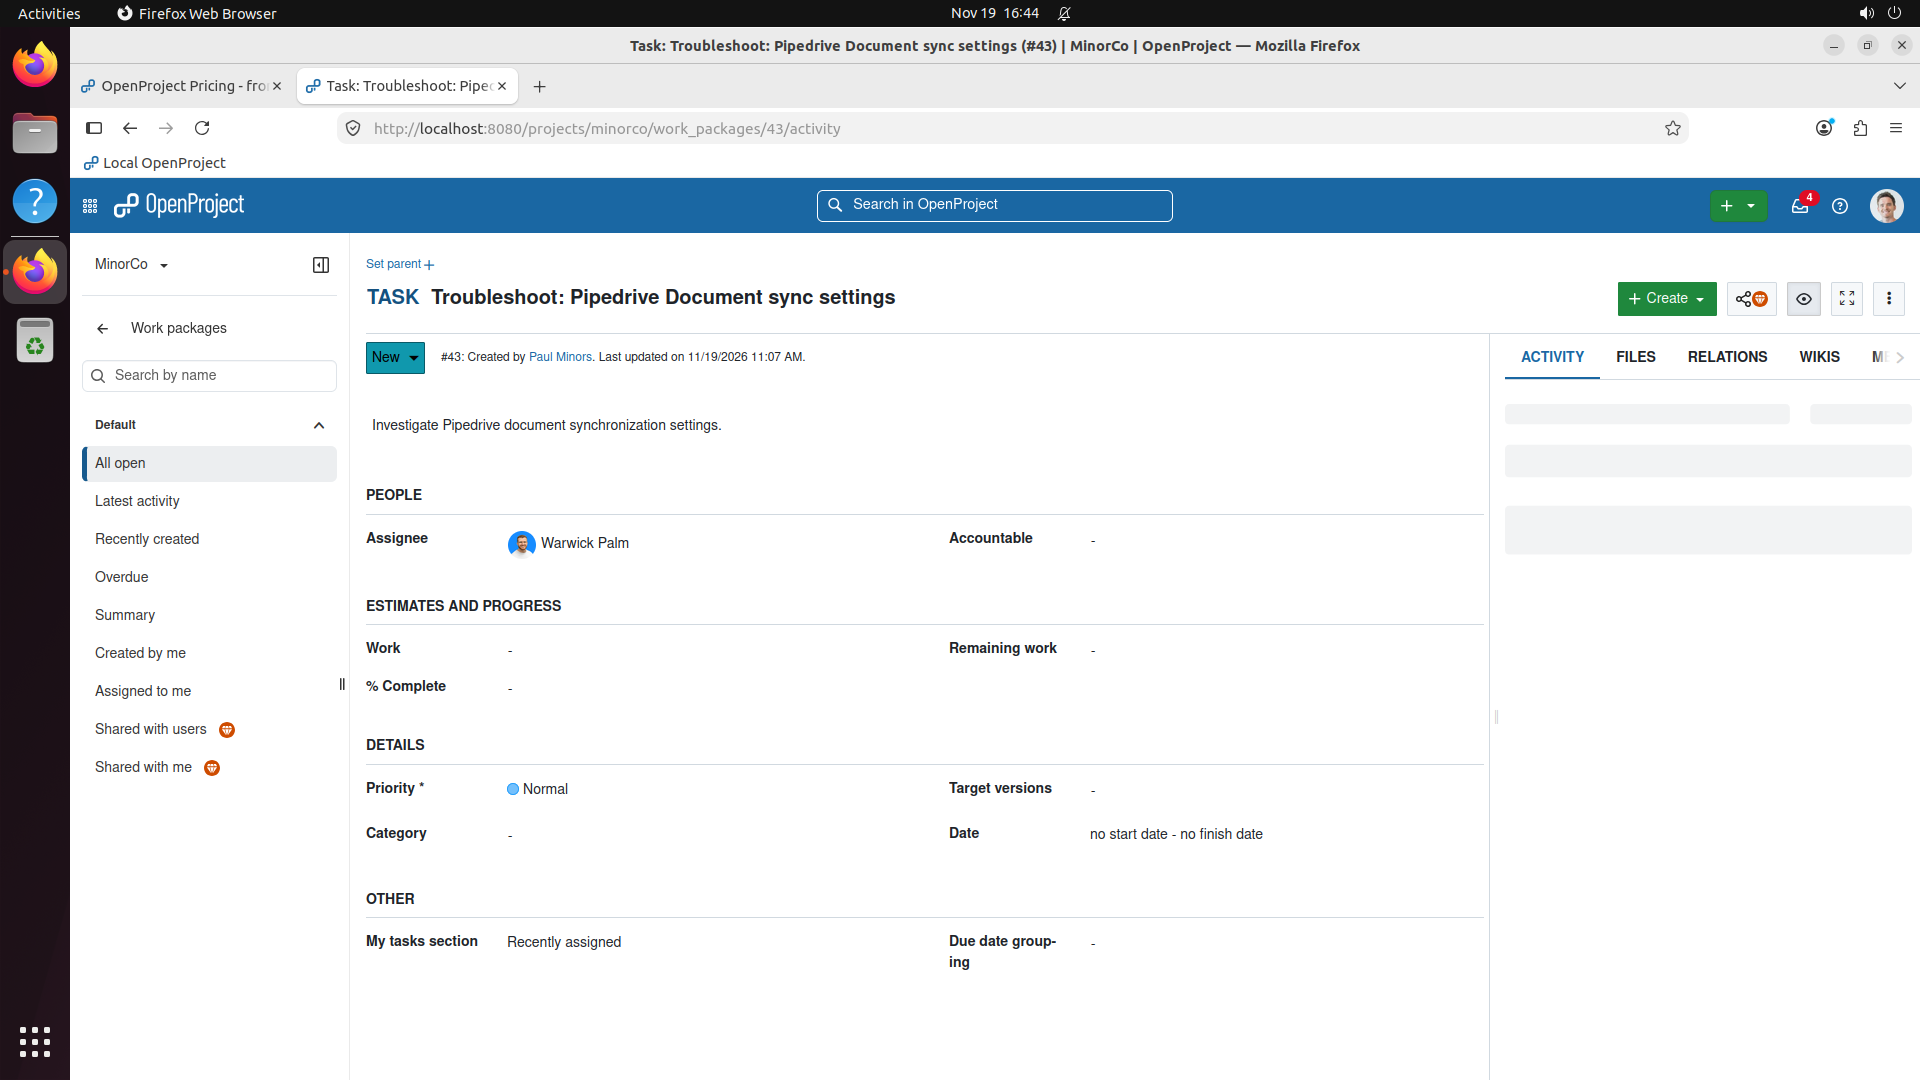 Activities
Firefox Web Browser
Nov 19 16:44
Task: Troubleshoot: Pipedrive Document sync settings (#43) | MinorCo | OpenProject — Mozilla Firefox
OpenProject Pricing - fro
Task: Troubleshoot: Pipe
http://localhost:8080/projects/minorco/work_packages/43/activity
Local OpenProject
OpenProject
Search in OpenProject
4
MinorCo
Work packages
Search by name
Default
All open
Latest activity
Recently created
Overdue
Summary
Created by me
Assigned to me
Shared with users
Shared with me
Set parent
TASK Troubleshoot: Pipedrive Document sync settings
Create
New
#43: Created by Paul Minors. Last updated on 11/19/2026 11:07 AM.
Investigate Pipedrive document synchronization settings.
PEOPLE
Assignee
Warwick Palm
Accountable
-
ESTIMATES AND PROGRESS
Work
-
Remaining work
-
% Complete
-
DETAILS
Priority *
Normal
Target versions
-
Category
-
Date
no start date - no finish date
OTHER
My tasks section
Recently assigned
Due date group-
ing
-
ACTIVITY
FILES
RELATIONS
WIKIS